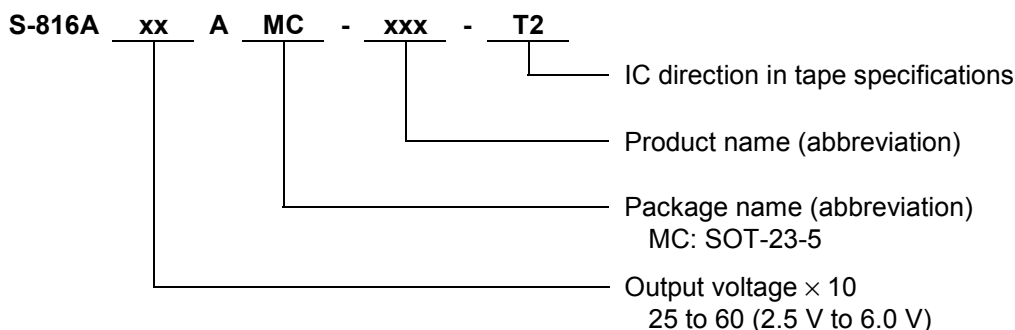 S-816A xx A MC - xxx - T2
IC direction in tape specifications
Product name (abbreviation)
Package name (abbreviation)
MC: SOT-23-5
Output voltage × 10
25 to 60 (2.5 V to 6.0 V)